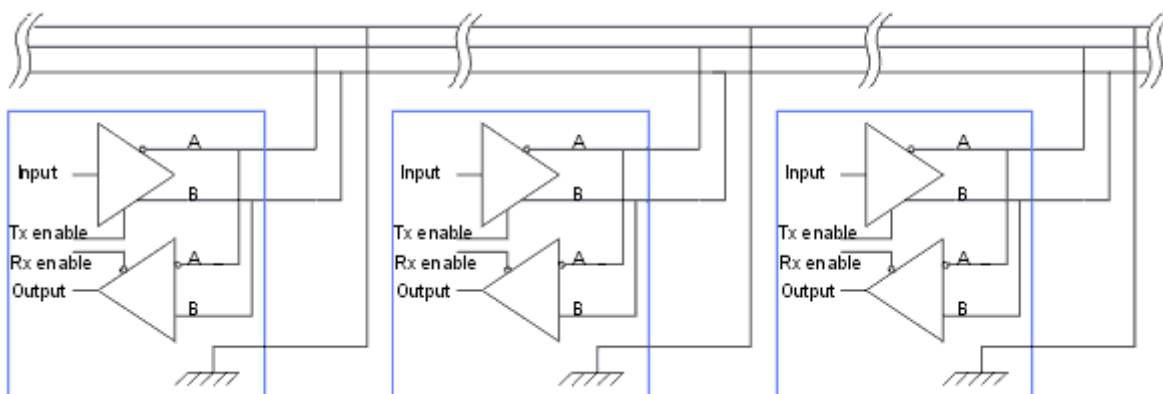 A
Input
B
Tx enable
Rx enable
A
Output
B
A
Input
B
Tx enable
Rx enable
A
Output
B
A
Input
B
Tx enable
Rx enable
A
Output
B